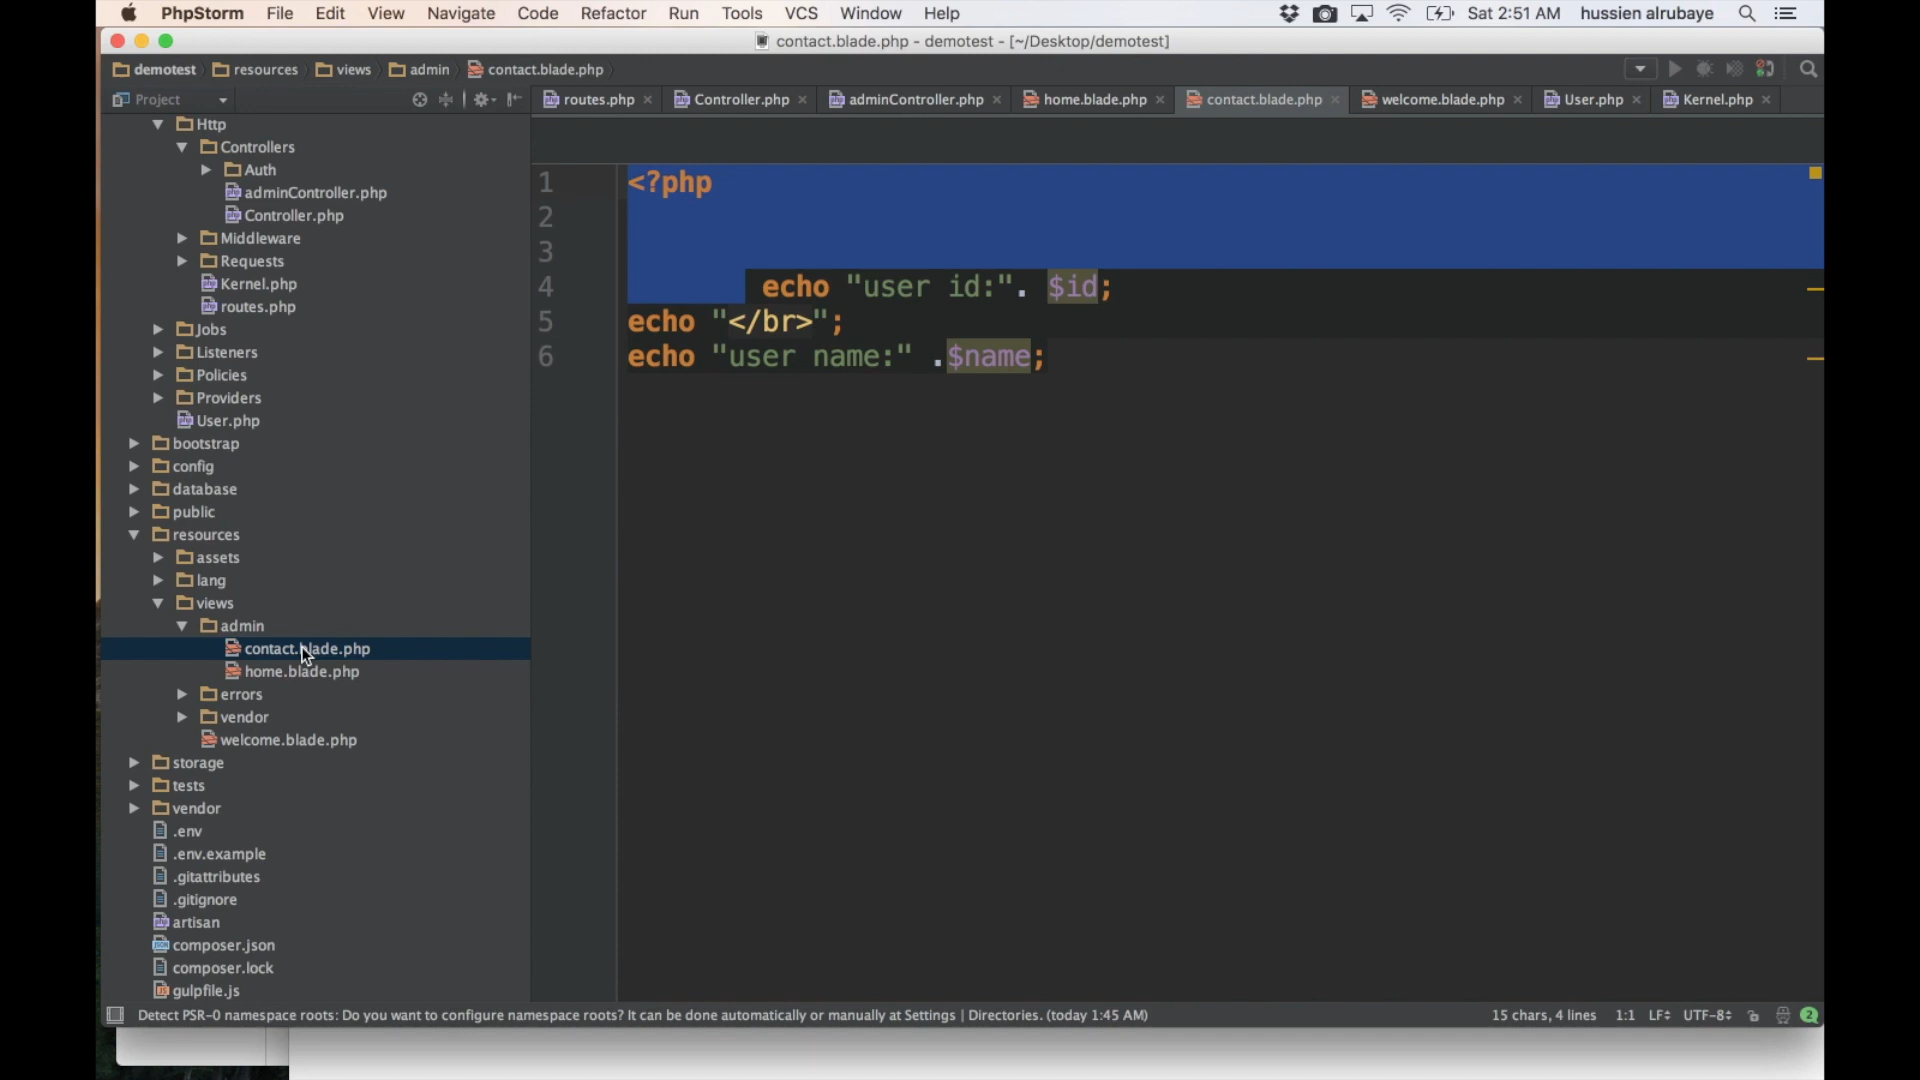 PhpStorm File Edit View Navigate Code Refactor Run Tools VCS Window Help Sat 2:51 AM hussien alrubaye
contact.blade.php - demotest - [~/Desktop/demotest]
demotest resources views admin contact.blade.php
Project
routes.php Controller.php adminController.php home.blade.php contact.blade.php welcome.blade.php User.php Kernel.php
Http
Controllers
Auth
adminController.php
Controller.php
Middleware
Requests
Kernel.php
routes.php
Jobs
Listeners
Policies
Providers
User.php
bootstrap
config
database
public
resources
assets
lang
views
admin
contact.blade.php
home.blade.php
errors
vendor
welcome.blade.php
storage
tests
vendor
.env
.env.example
.gitattributes
.gitignore
artisan
composer.json
composer.lock
gulpfile.js
1 <?php
2
3
4 echo "user id:". $id;
5 echo "</br>";
6 echo "user name:" .$name;
Detect PSR-0 namespace roots: Do you want to configure namespace roots? It can be done automatically or manually at Settings | Directories. (today 1:45 AM) 15 chars, 4 lines 1:1 LF UTF-8 2